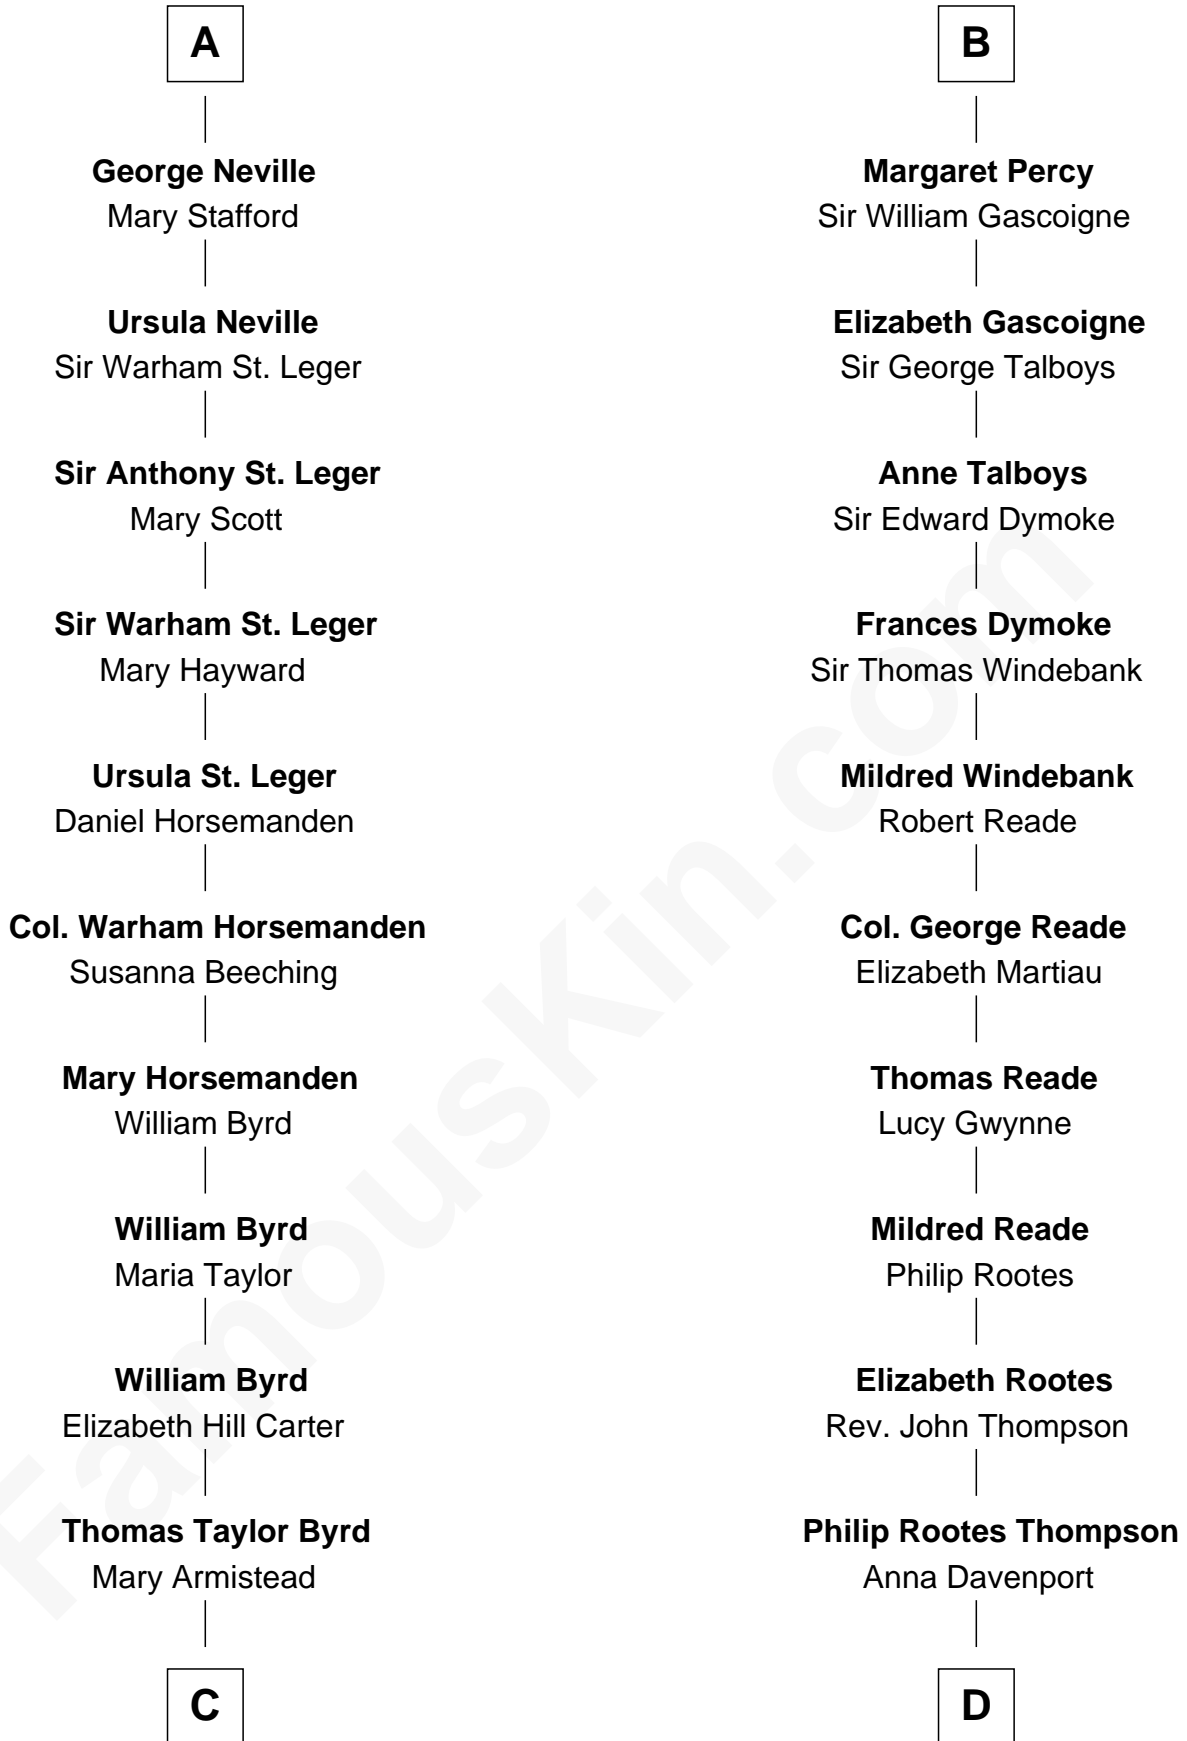 A
George Neville
Mary Stafford
Ursula Neville
Sir Warham St. Leger
Sir Anthony St. Leger
Mary Scott
Sir Warham St. Leger
Mary Hayward
Ursula St. Leger
Daniel Horsemanden
Col. Warham Horsemanden
Susanna Beeching
Mary Horsemanden
William Byrd
William Byrd
Maria Taylor
William Byrd
Elizabeth Hill Carter
Thomas Taylor Byrd
Mary Armistead
C
B
Margaret Percy
Sir William Gascoigne
Elizabeth Gascoigne
Sir George Talboys
Anne Talboys
Sir Edward Dymoke
Frances Dymoke
Sir Thomas Windebank
Mildred Windebank
Robert Reade
Col. George Reade
Elizabeth Martiau
Thomas Reade
Lucy Gwynne
Mildred Reade
Philip Rootes
Elizabeth Rootes
Rev. John Thompson
Philip Rootes Thompson
Anna Davenport
D
FamousKin.com